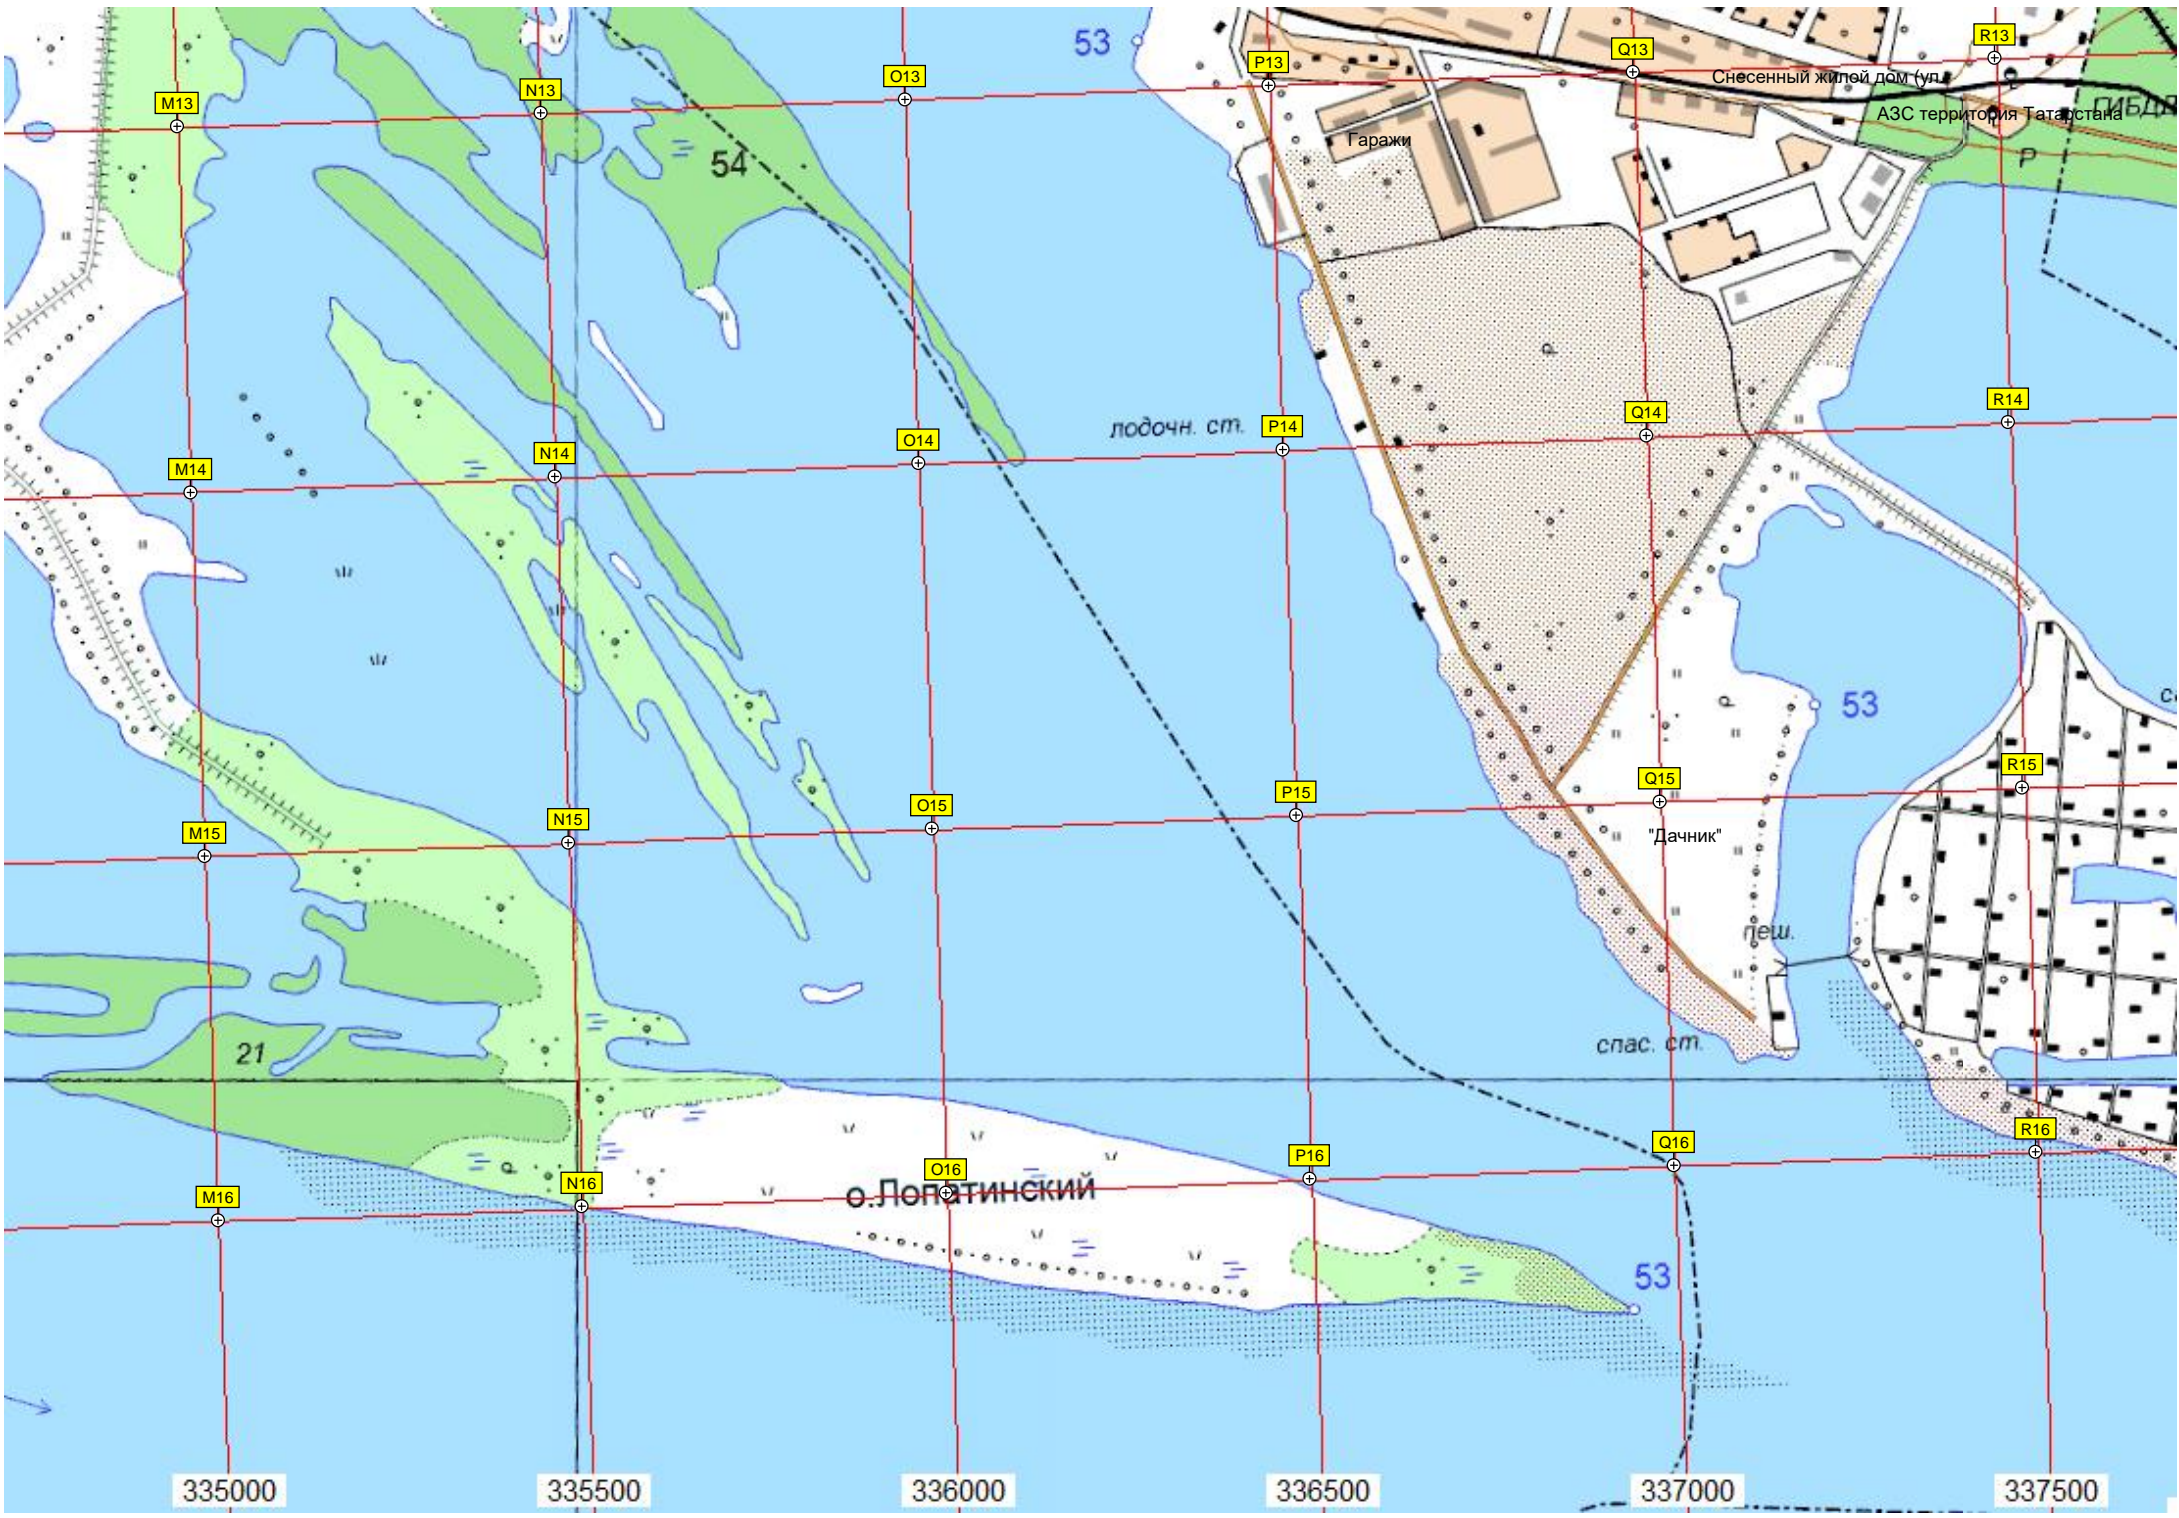 53
R13
Q13
P13
O13
N13
M13
Снесенный жилой дом (ул.
АЗС территория Татарстана
ГИБДД
Гаражи
54
Р
R14
Q14
P14
O14
N14
M14
лодочн. ст.
53
R15
Q15
P15
O15
N15
M15
"Дачник"
пеш.
спас. ст.
21
R16
Q16
P16
O16
N16
M16
о.Лопатинский
53
335000
335500
336000
336500
337000
337500